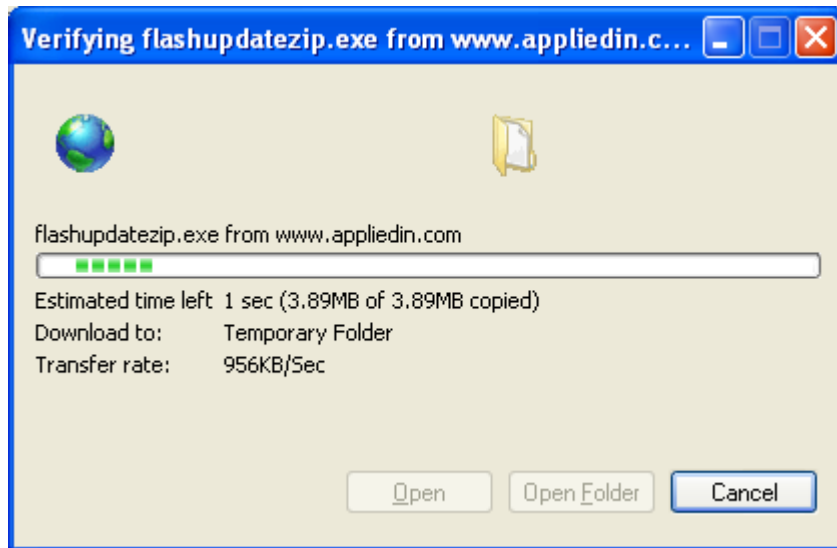 Verifying flashupdatezip.exe from www.appliedin.c...
flashupdatezip.exe from www.appliedin.com
Estimated time left 1 sec (3.89MB of 3.89MB copied)
Download to: Temporary Folder
Transfer rate: 956KB/Sec
Open Open Folder Cancel